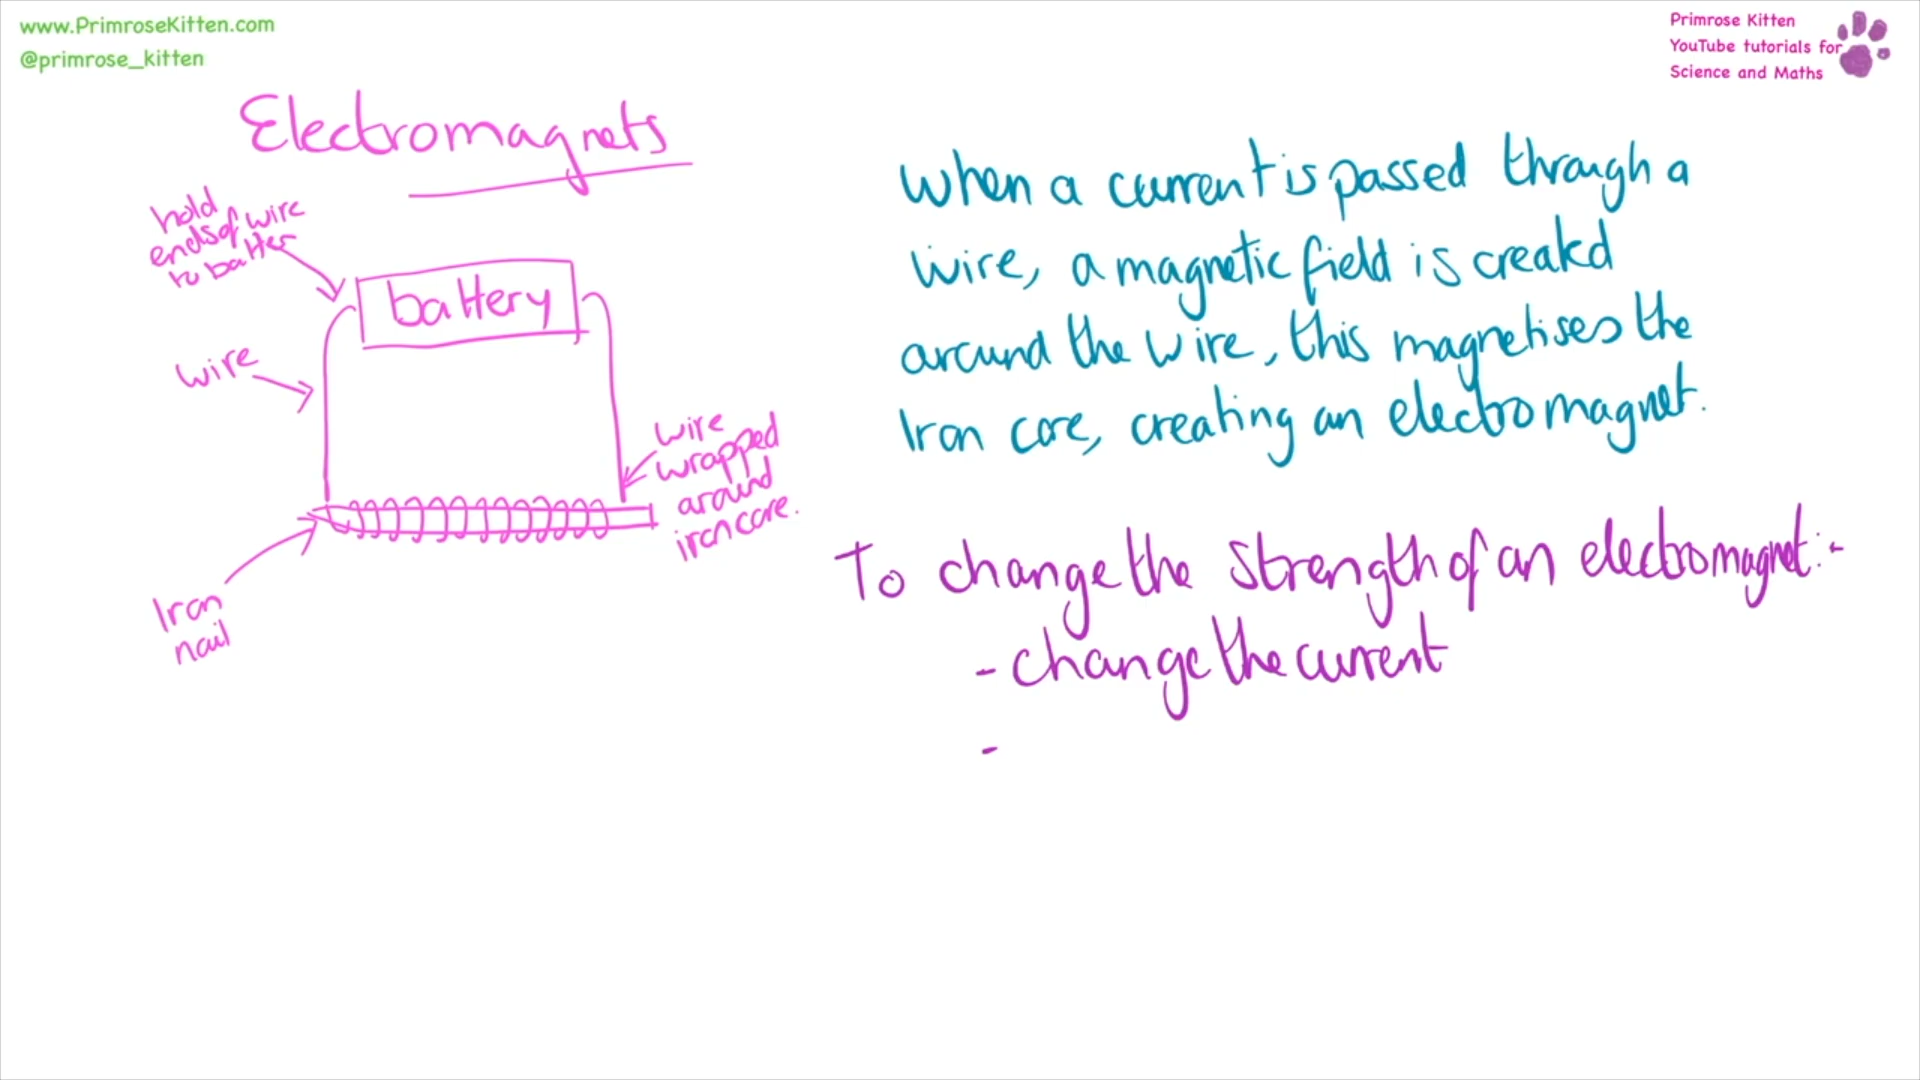 www.PrimroseKitten.com
@primrose_kitten
Primrose Kitten
YouTube tutorials for
Science and Maths
Electromagnets
hold
ends of wire
to batter
battery
wire
wire
wrapped
around
iron core.
Iron
nail
When a current is passed through a
wire, a magnetic field is created
around the wire, this magnetises the
Iron core, creating an electromagnet.
To change the strength of an electromagnet:-
- change the current
-